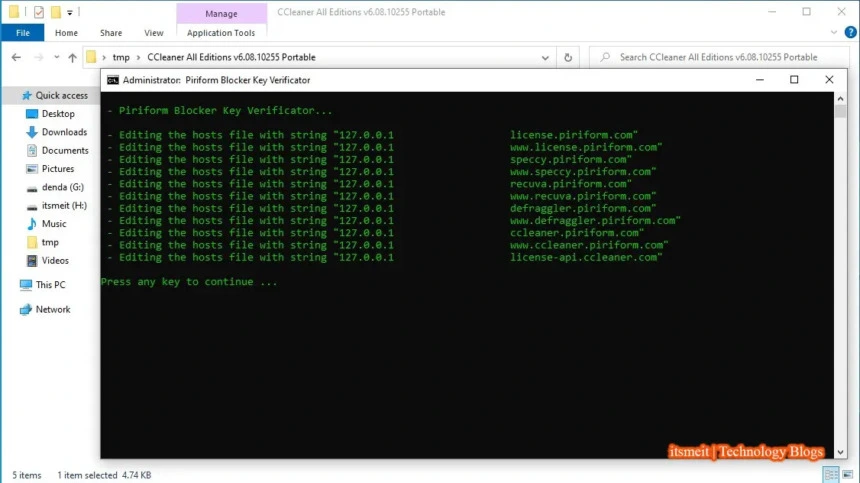 Manage
CCleaner All Editions v6.08.10255 Portable
File
Home
Share
View
Application Tools
tmp
CCleaner All Editions v6.08.10255 Portable
Search CCleaner All Editions v6.08.10255 Portable
Administrator: Piriform Blocker Key Verificator
Quick access
Desktop
Downloads
Documents
Pictures
denda (G:)
itsmeit (H:)
Music
tmp
Videos
This PC
Network
- Piriform Blocker Key Verificator...
- Editing the hosts file with string "127.0.0.1 license.piriform.com"
- Editing the hosts file with string "127.0.0.1 www.license.piriform.com"
- Editing the hosts file with string "127.0.0.1 speccy.piriform.com"
- Editing the hosts file with string "127.0.0.1 www.speccy.piriform.com"
- Editing the hosts file with string "127.0.0.1 recuva.piriform.com"
- Editing the hosts file with string "127.0.0.1 www.recuva.piriform.com"
- Editing the hosts file with string "127.0.0.1 defraggler.piriform.com"
- Editing the hosts file with string "127.0.0.1 www.defraggler.piriform.com"
- Editing the hosts file with string "127.0.0.1 ccleaner.piriform.com"
- Editing the hosts file with string "127.0.0.1 www.ccleaner.piriform.com"
- Editing the hosts file with string "127.0.0.1 license-api.ccleaner.com"
Press any key to continue ...
itsmeit | Technology Blogs
5 items 1 item selected 4.74 KB